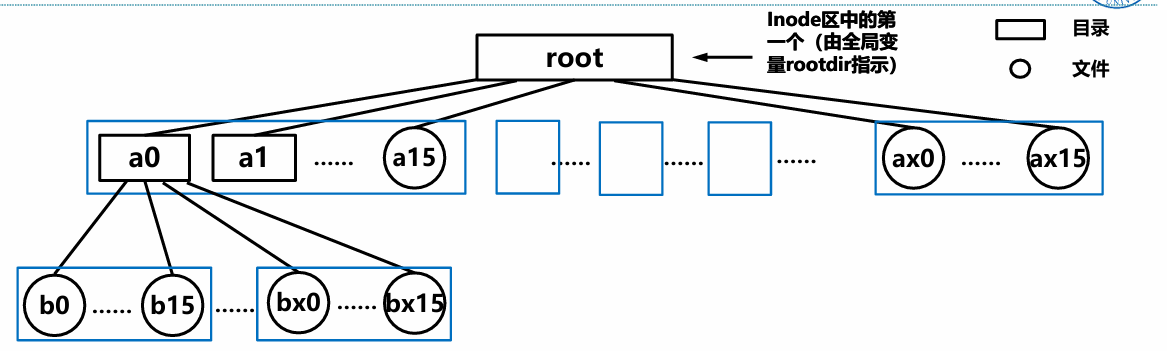 Inode区中的第
一个（由全局变
量rootdir指示）
目录
文件
root
a0 a1 …… a15 …… …… …… ax0 …… ax15
b0 …… b15 …… bx0 …… bx15